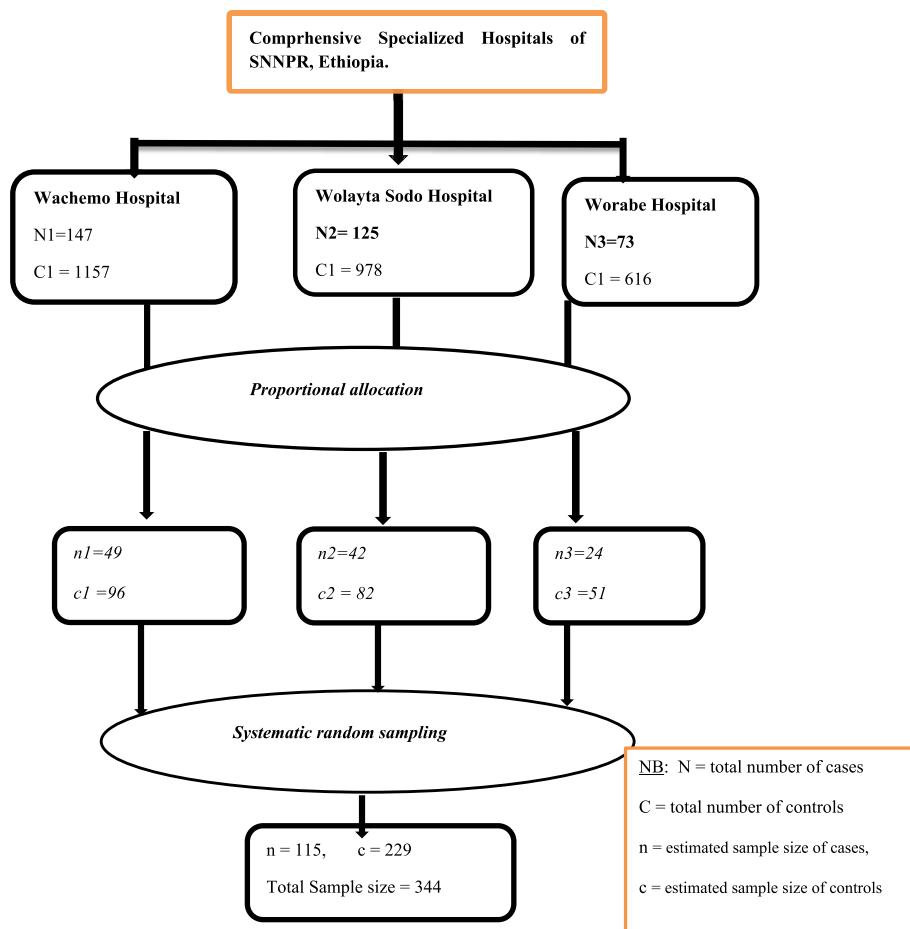 Comprhensive Specialized Hospitals of
SNNPR, Ethiopia.
Wachemo Hospital
N1=147
C1 = 1157
Wolayta Sodo Hospital
N2= 125
C1 = 978
Worabe Hospital
N3=73
C1 = 616
Proportional allocation
n1=49
c1 =96
n2=42
c2 = 82
n3=24
c3 =51
Systematic random sampling
n = 115, c = 229
Total Sample size = 344
NB: N = total number of cases
C = total number of controls
n = estimated sample size of cases,
c = estimated sample size of controls